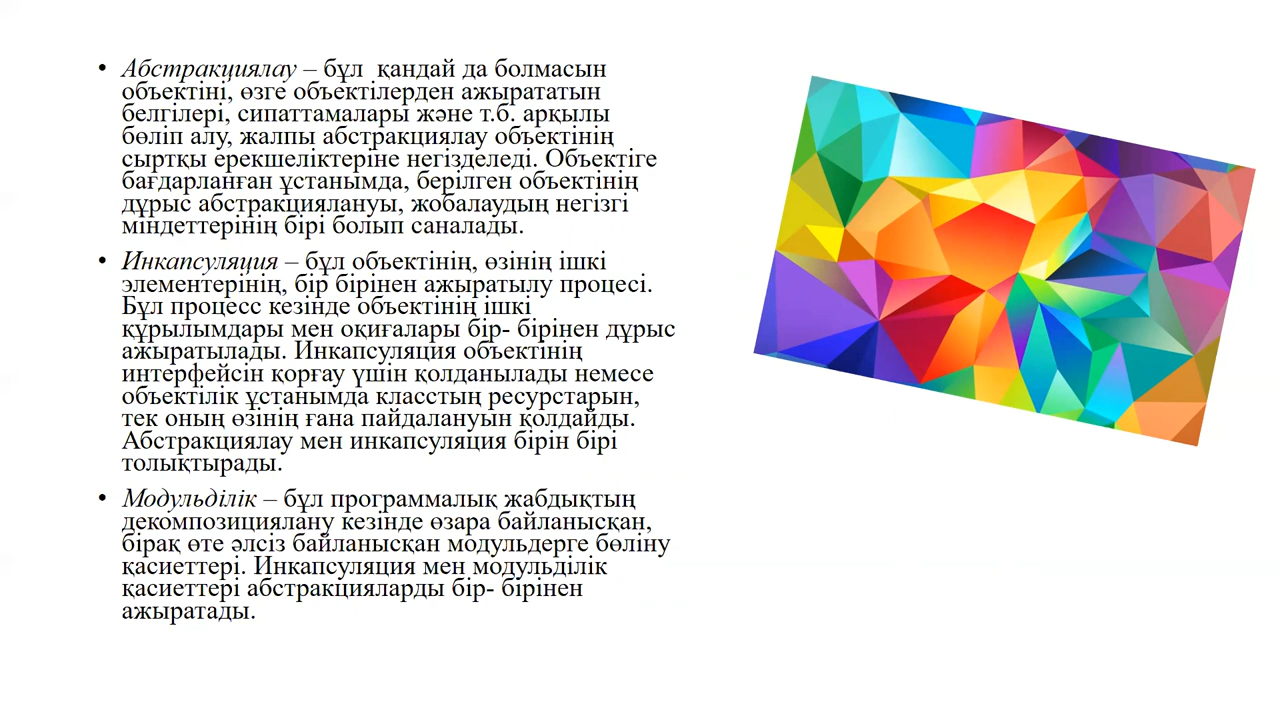 • Абстракциялау – бұл  қандай да болмасын
объектіні, өзге объектілерден ажырататын
белгілері, сипаттамалары және т.б. арқылы
бөліп алу, жалпы абстракциялау объектінің
сыртқы ерекшеліктеріне негізделеді. Объектіге
бағдарланған ұстанымда, берілген объектінің
дұрыс абстракциялануы, жобалаудың негізгі
міндеттерінің бірі болып саналады.
• Инкапсуляция – бұл объектінің, өзінің ішкі
элементерінің, бір бірінен ажыратылу процесі.
Бұл процесс кезінде объектінің ішкі
құрылымдары мен оқиғалары бір- бірінен дұрыс
ажыратылады. Инкапсуляция объектінің
интерфейсін қорғау үшін қолданылады немесе
объектілік ұстанымда класстың ресурстарын,
тек оның өзінің ғана пайдалануын қолдайды.
Абстракциялау мен инкапсуляция бірін бірі
толықтырады.
• Модульділік – бұл программалық жабдықтың
декомпозициялану кезінде өзара байланысқан,
бірақ өте әлсіз байланысқан модульдерге бөліну
қасиеттері. Инкапсуляция мен модульділік
қасиеттері абстракцияларды бір- бірінен
ажыратады.